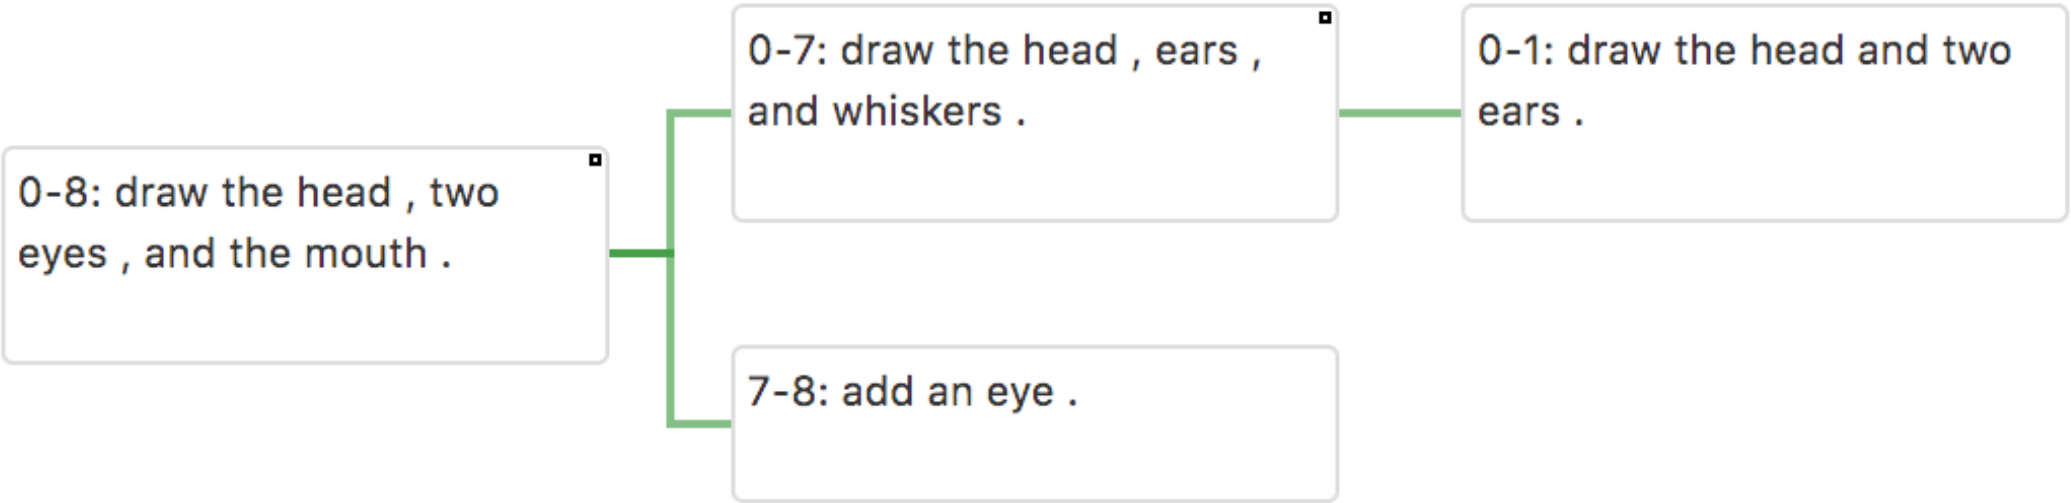 0-8: draw the head , two
eyes , and the mouth .
0-7: draw the head , ears ,
and whiskers .
7-8: add an eye .
0-1: draw the head and two
ears .